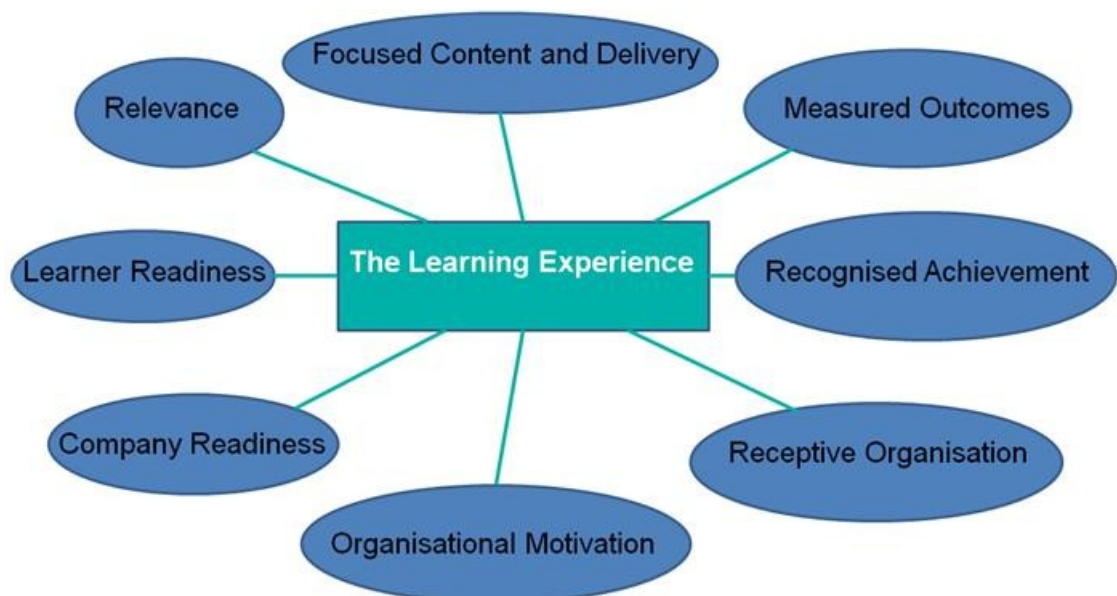 Focused Content and Delivery
Relevance
Measured Outcomes
The Learning Experience
Learner Readiness
Recognised Achievement
Company Readiness
Receptive Organisation
Organisational Motivation